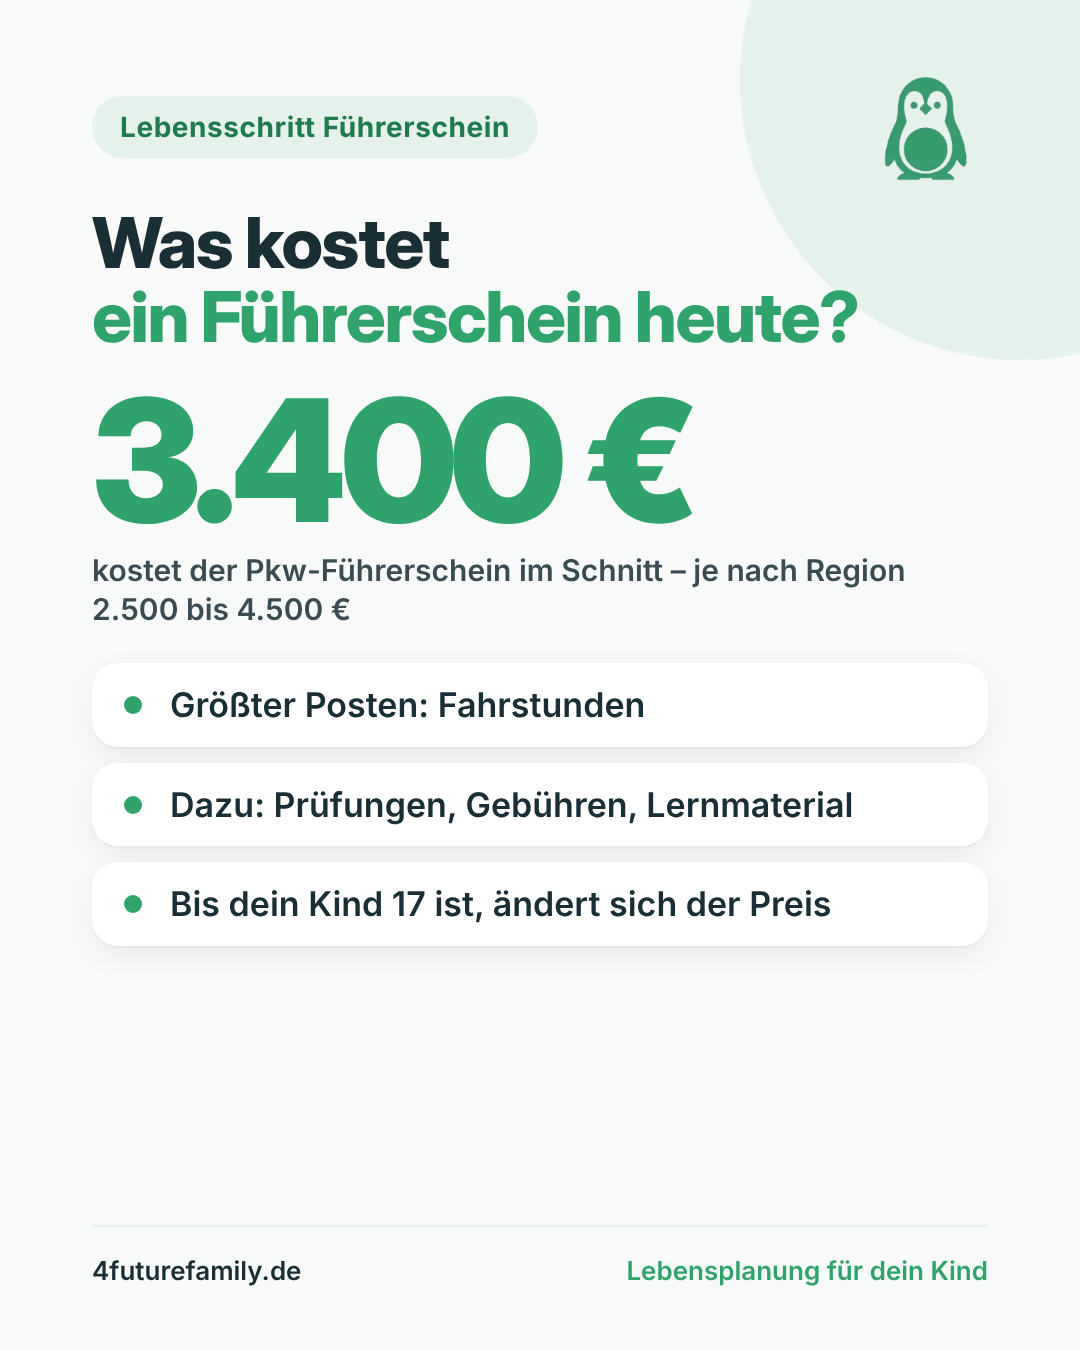 Lebensschritt Führerschein
Was kostet
ein Führerschein heute?
3.400 €
kostet der Pkw-Führerschein im Schnitt – je nach Region
2.500 bis 4.500 €
Größter Posten: Fahrstunden
Dazu: Prüfungen, Gebühren, Lernmaterial
Bis dein Kind 17 ist, ändert sich der Preis
4futurefamily.de
Lebensplanung für dein Kind